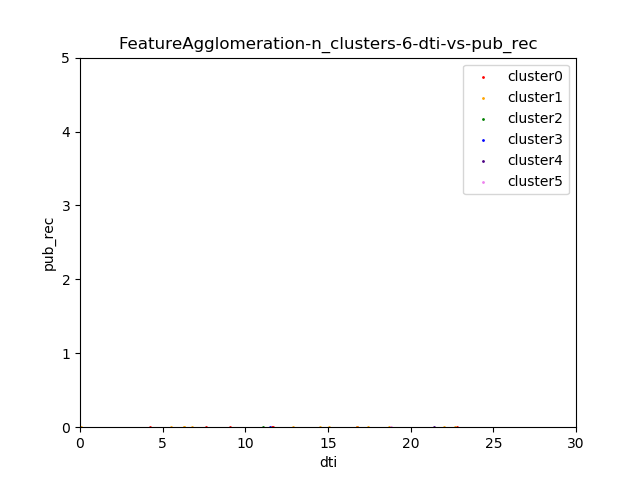 FeatureAgglomeration-n_clusters-6-dti-vs-pub_rec
5
4
3
2
1
0
pub_rec
cluster0
cluster1
cluster2
cluster3
cluster4
cluster5
0 5 10 15 20 25 30
dti